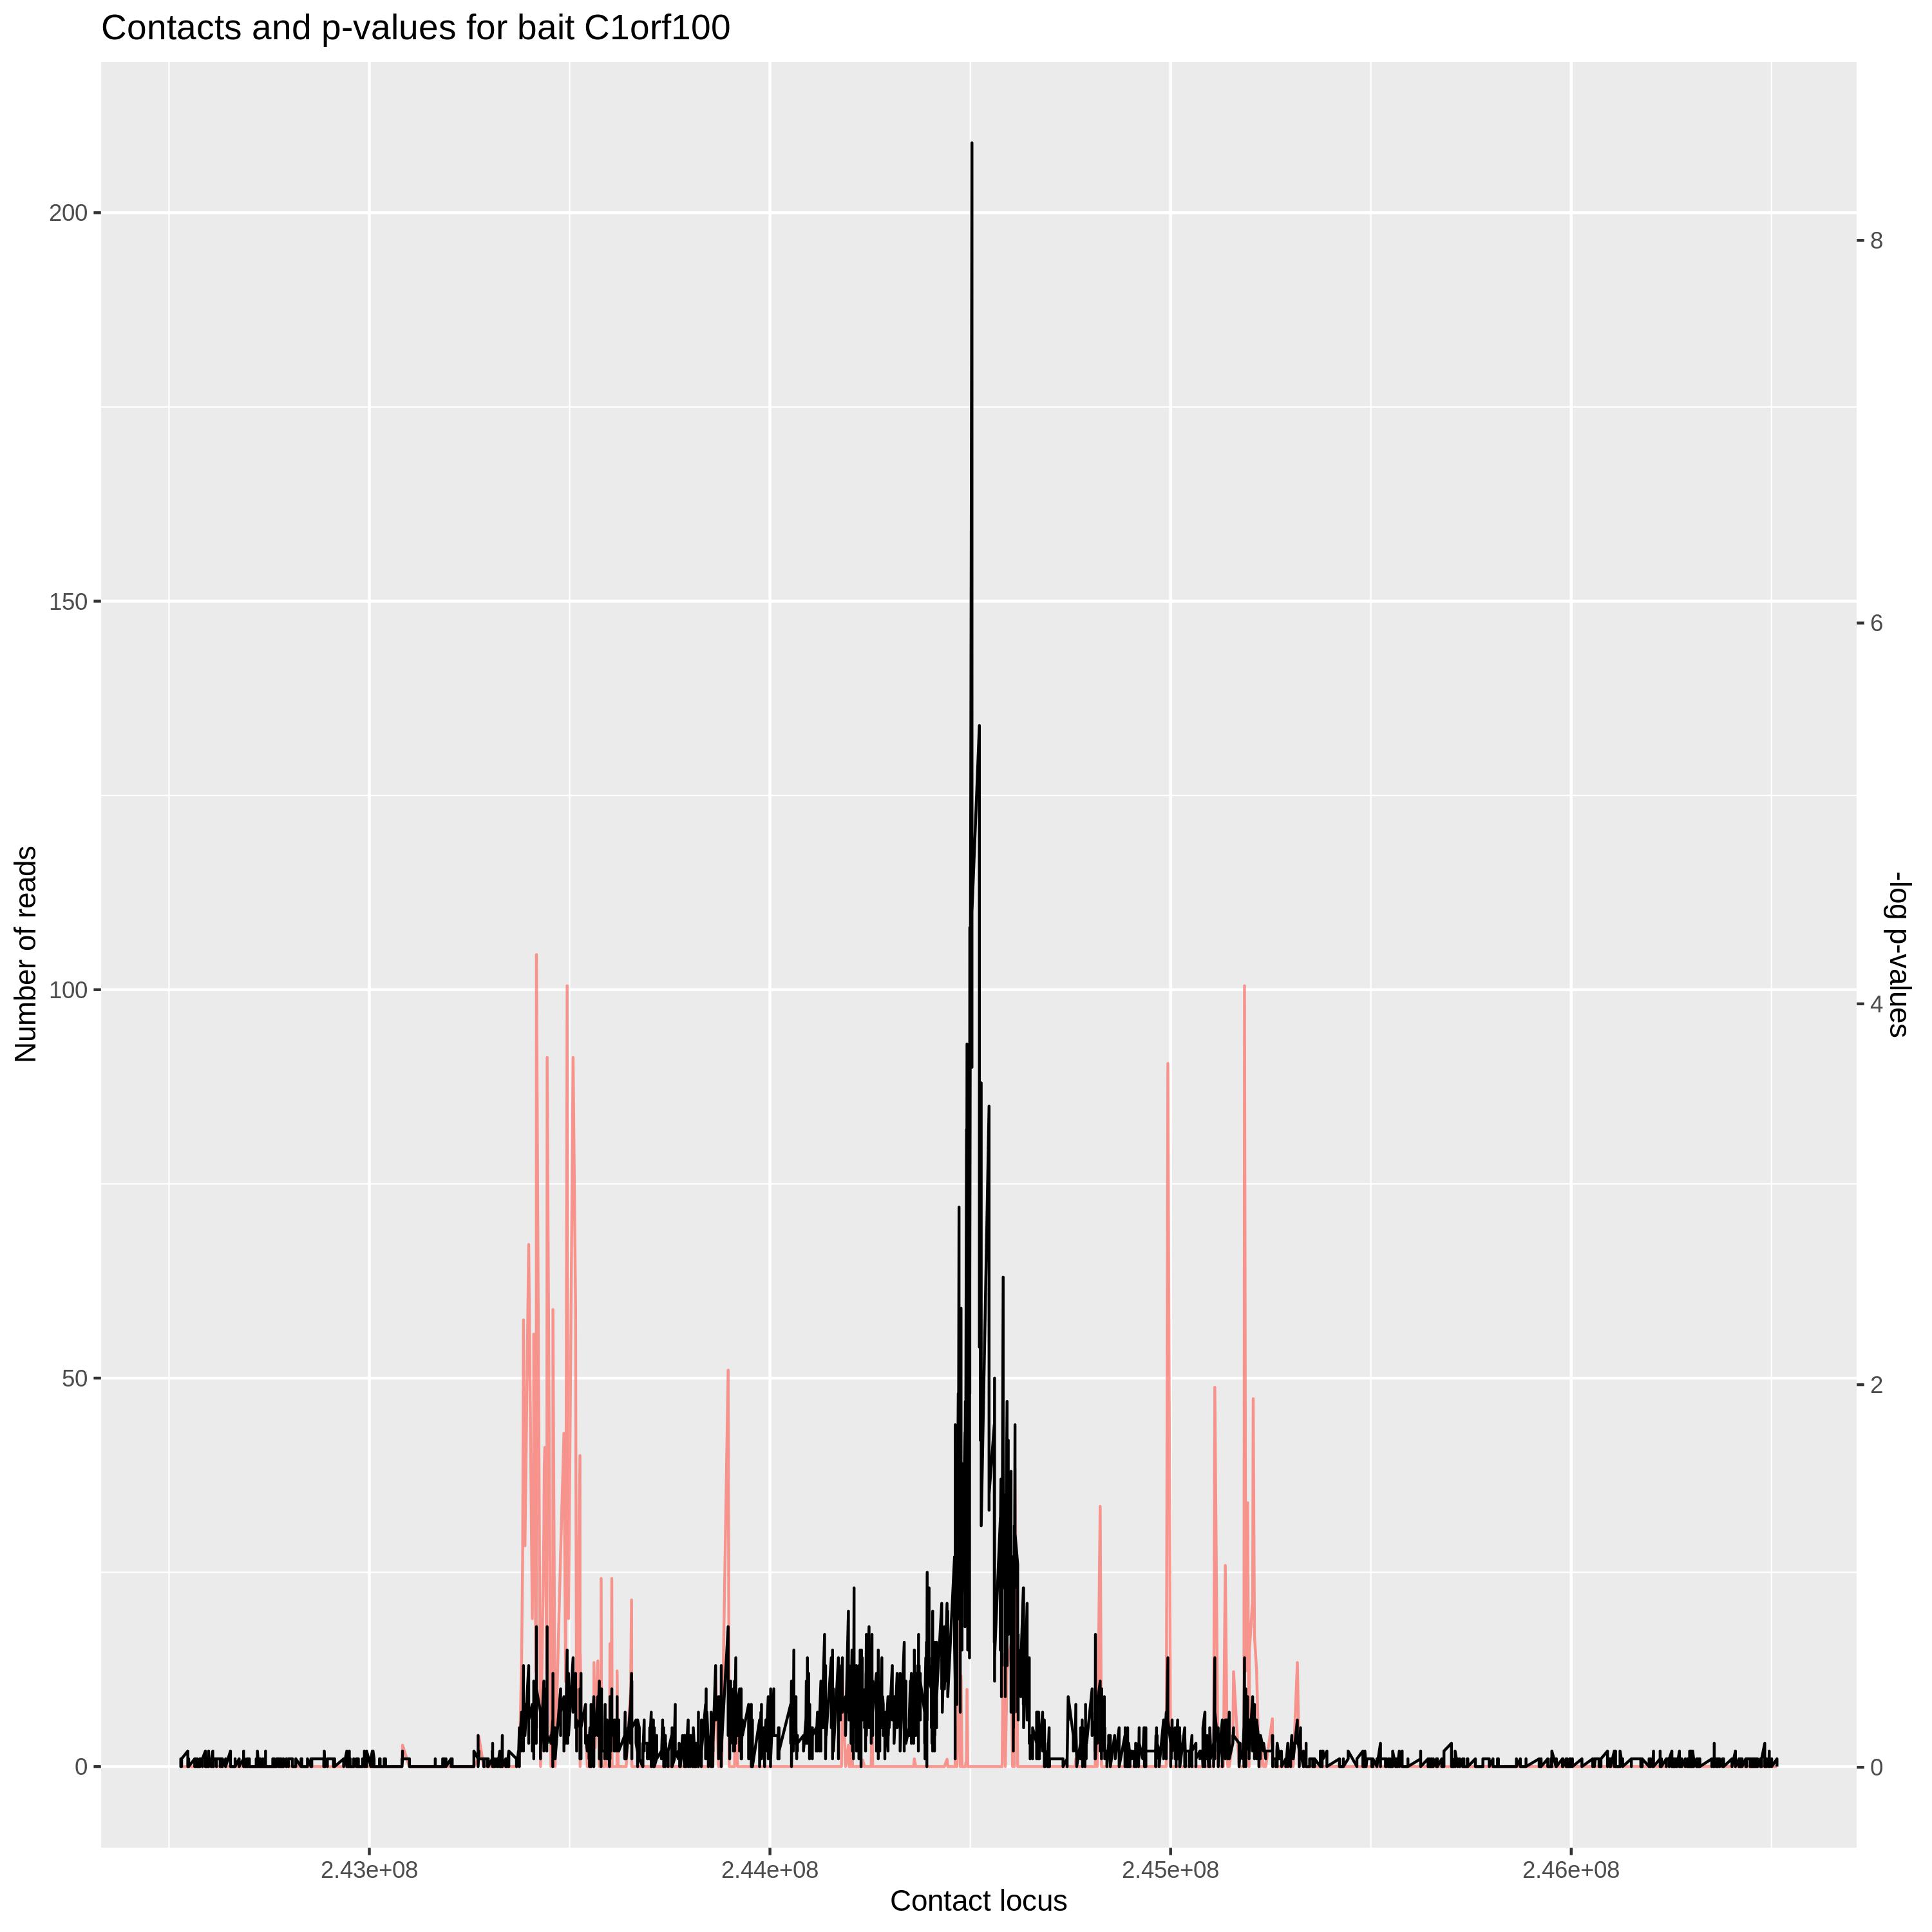 Contacts and p-values for bait C1orf100
Number of reads
200
150
100
50
0
8
6
4
2
0
-log p-values
2.43e+08 2.44e+08 2.45e+08 2.46e+08
Contact locus